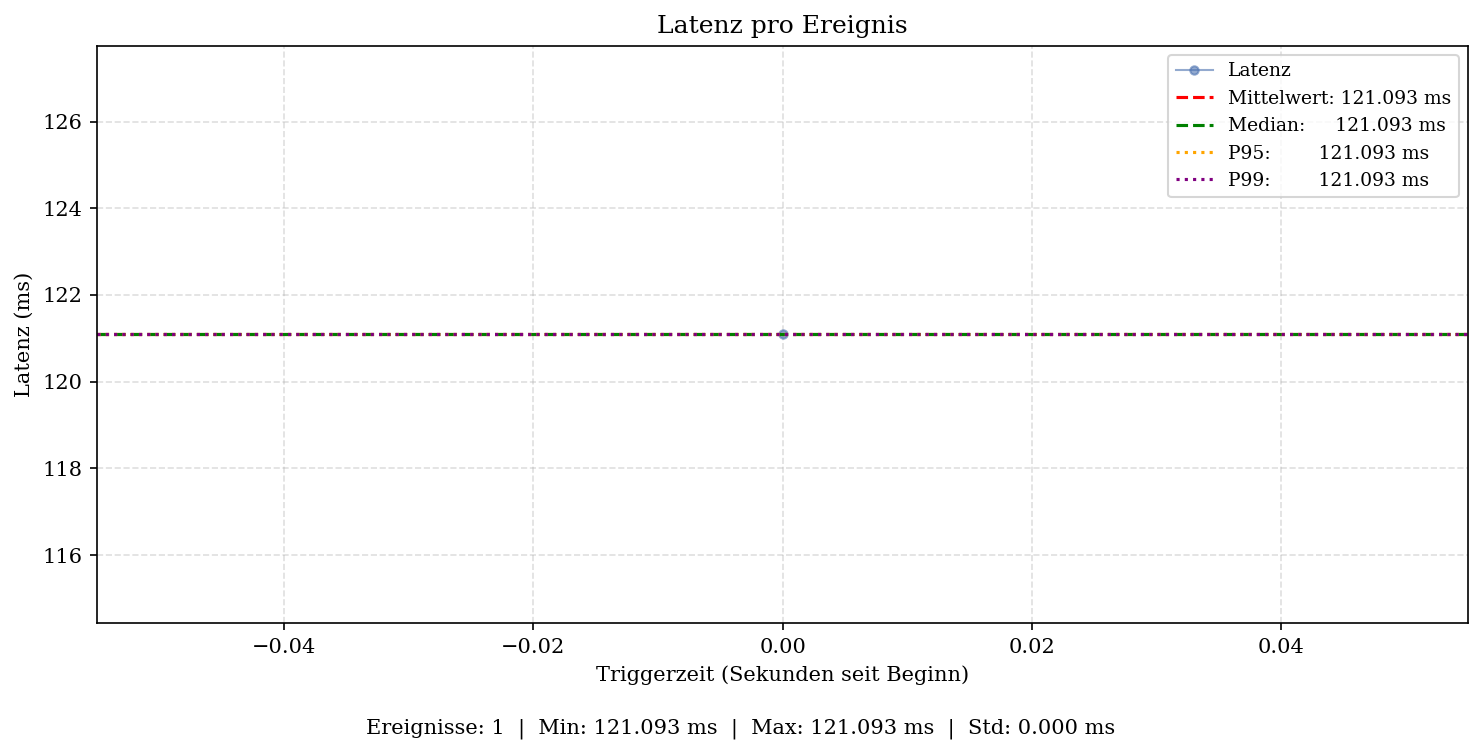 Latenz pro Ereignis
Latenz
Mittelwert: 121.093 ms
Median: 121.093 ms
P95: 121.093 ms
P99: 121.093 ms
Latenz (ms)
126
124
122
120
118
116
−0.04 −0.02 0.00 0.02 0.04
Triggerzeit (Sekunden seit Beginn)
Ereignisse: 1 | Min: 121.093 ms | Max: 121.093 ms | Std: 0.000 ms